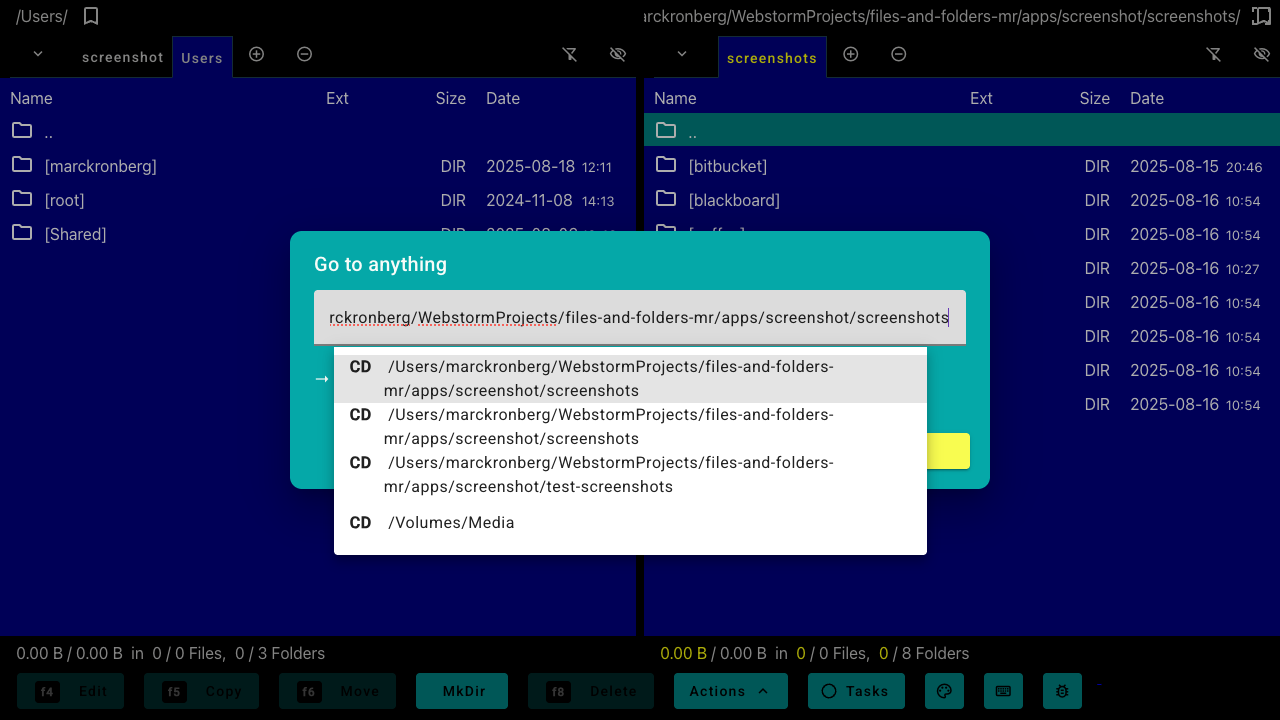 /Users/
arckronberg/WebstormProjects/files-and-folders-mr/apps/screenshot/screenshots/
screenshot Users
screenshots
Name Ext Size Date
Name Ext Size Date
..
..
[marckronberg] DIR 2025-08-18 12:11
[bitbucket] DIR 2025-08-15 20:46
[root] DIR 2024-11-08 14:13
[blackboard] DIR 2025-08-16 10:54
[Shared] DIR
DIR 2025-08-16 10:54
DIR 2025-08-16 10:27
DIR 2025-08-16 10:54
DIR 2025-08-16 10:54
DIR 2025-08-16 10:54
DIR 2025-08-16 10:54
Go to anything
rckronberg/WebstormProjects/files-and-folders-mr/apps/screenshot/screenshots
→
CD /Users/marckronberg/WebstormProjects/files-and-folders-
mr/apps/screenshot/screenshots
CD /Users/marckronberg/WebstormProjects/files-and-folders-
mr/apps/screenshot/screenshots
CD /Users/marckronberg/WebstormProjects/files-and-folders-
mr/apps/screenshot/test-screenshots
CD /Volumes/Media
0.00 B / 0.00 B in 0 / 0 Files, 0 / 3 Folders
0.00 B / 0.00 B in 0 / 0 Files, 0 / 8 Folders
f4 Edit f5 Copy f6 Move MkDir f8 Delete Actions Tasks